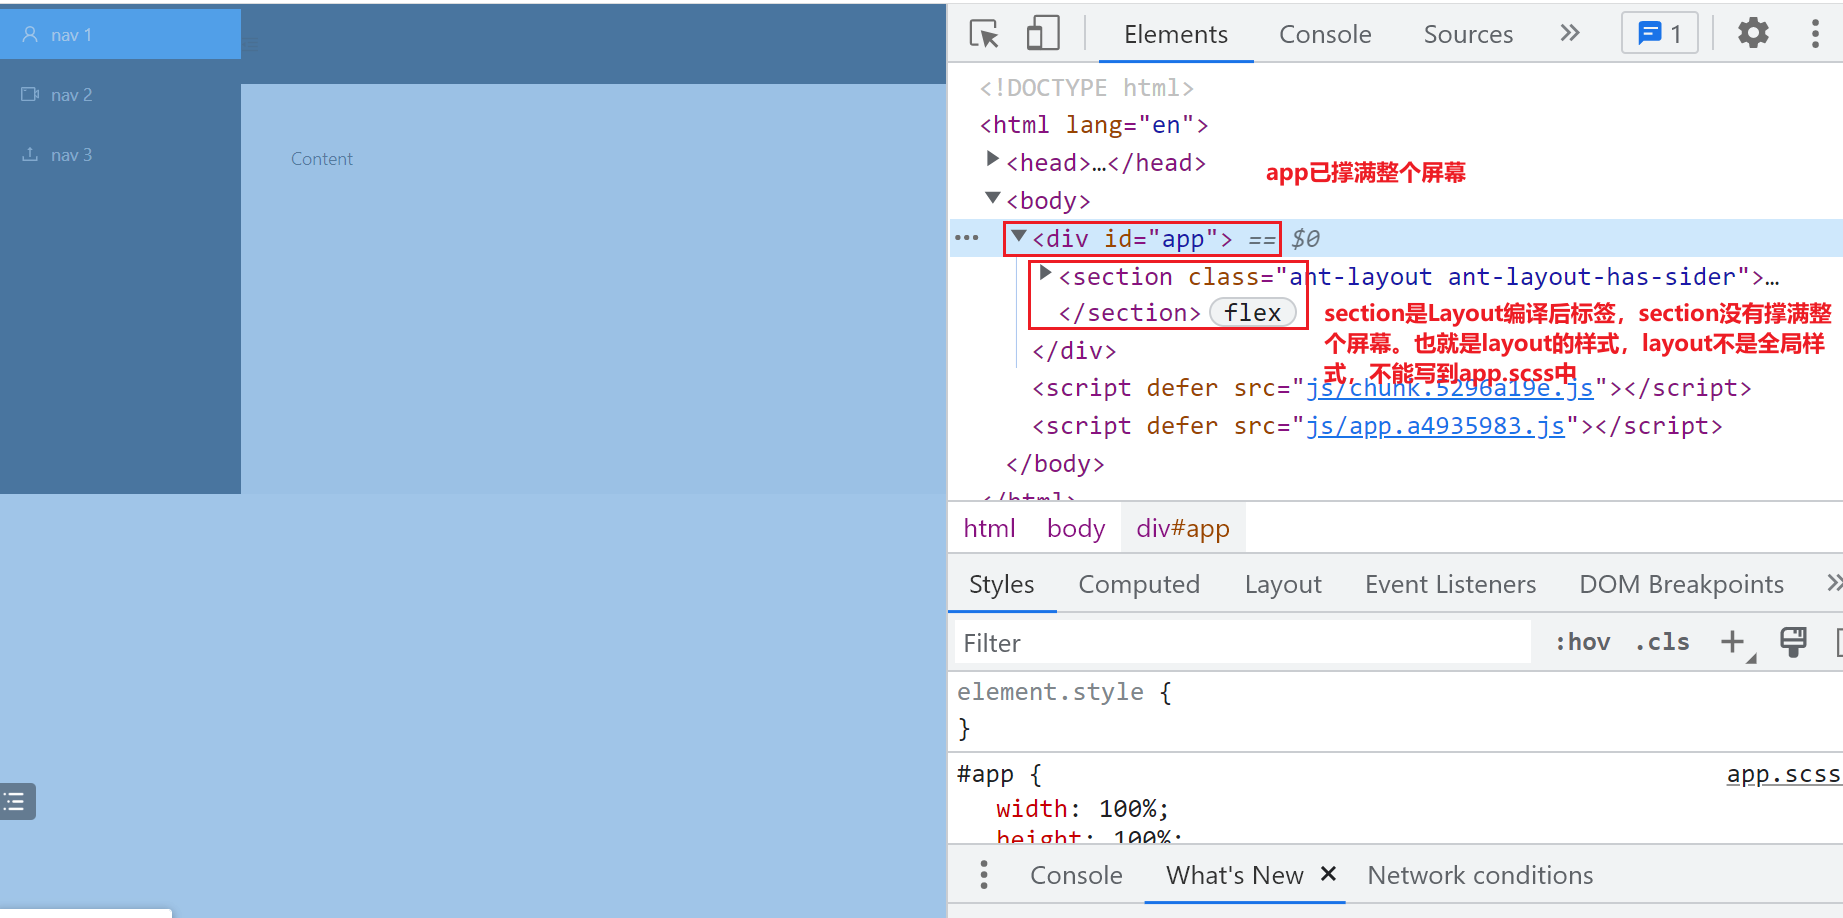 nav 1
nav 2
nav 3
Content
Elements
Console
Sources
1
<!DOCTYPE html>
<html lang="en">
<head>…</head>
app已撑满整个屏幕
<body>
<div id="app"> == $0
<section class="ant-layout ant-layout-has-sider">…
</section> flex
section是Layout编译后标签，section没有撑满整
个屏幕。也就是layout的样式，layout不是全局样
式，不能写到app.scss中
</div>
<script defer src="js/chunk.5296a19e.js"></script>
<script defer src="js/app.a4935983.js"></script>
</body>
</html>
html body div#app
Styles Computed Layout Event Listeners DOM Breakpoints
Filter
:hov .cls
element.style {
}
#app {
app.scss
width: 100%;
height: 100%;
Console What's New Network conditions